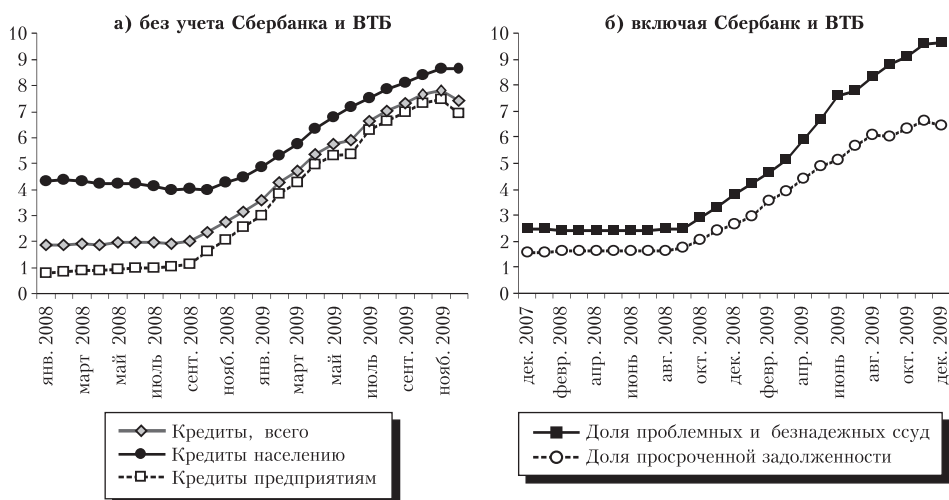 а) без учета Сбербанка и ВТБ
10
9
8
7
6
5
4
3
2
1
0
янв. 2008
март 2008
май 2008
июль 2008
сент. 2008
нояб. 2008
янв. 2009
март 2009
май 2009
июль 2009
сент. 2009
нояб. 2009
Кредиты, всего
Кредиты населению
Кредиты предприятиям
б) включая Сбербанк и ВТБ
10
9
8
7
6
5
4
3
2
1
0
дек. 2007
февр. 2008
апр. 2008
июнь 2008
авг. 2008
окт. 2008
дек. 2008
февр. 2009
апр. 2009
июнь 2009
авг. 2009
окт. 2009
дек. 2009
Доля проблемных и безнадежных ссуд
Доля просроченной задолженности